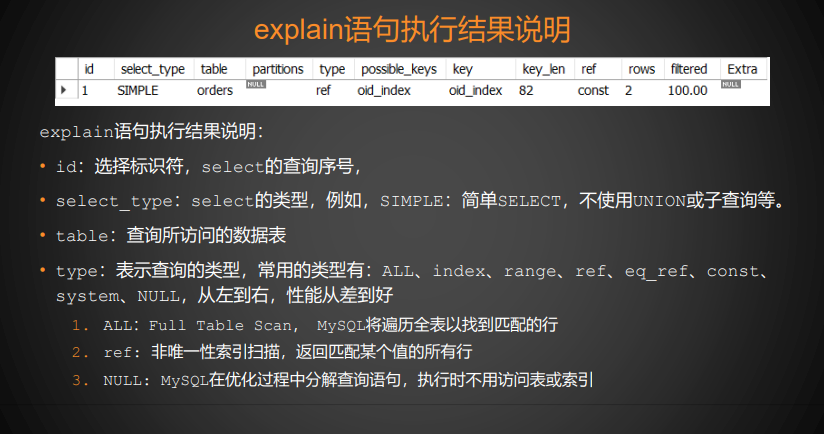 explain语句执行结果说明
id select_type table partitions type possible_keys key key_len ref rows filtered Extra
1 SIMPLE orders NULL ref oid_index oid_index 82 const 2 100.00 NULL
explain语句执行结果说明：
• id：选择标识符，select的查询序号，
• select_type：select的类型，例如，SIMPLE：简单SELECT，不使用UNION或子查询等。
• table：查询所访问的数据表
• type：表示查询的类型，常用的类型有：ALL、index、range、ref、eq_ref、const、
system、NULL，从左到右，性能从差到好
1. ALL：Full Table Scan， MySQL将遍历全表以找到匹配的行
2. ref：非唯一性索引扫描，返回匹配某个值的所有行
3. NULL：MySQL在优化过程中分解查询语句，执行时不用访问表或索引